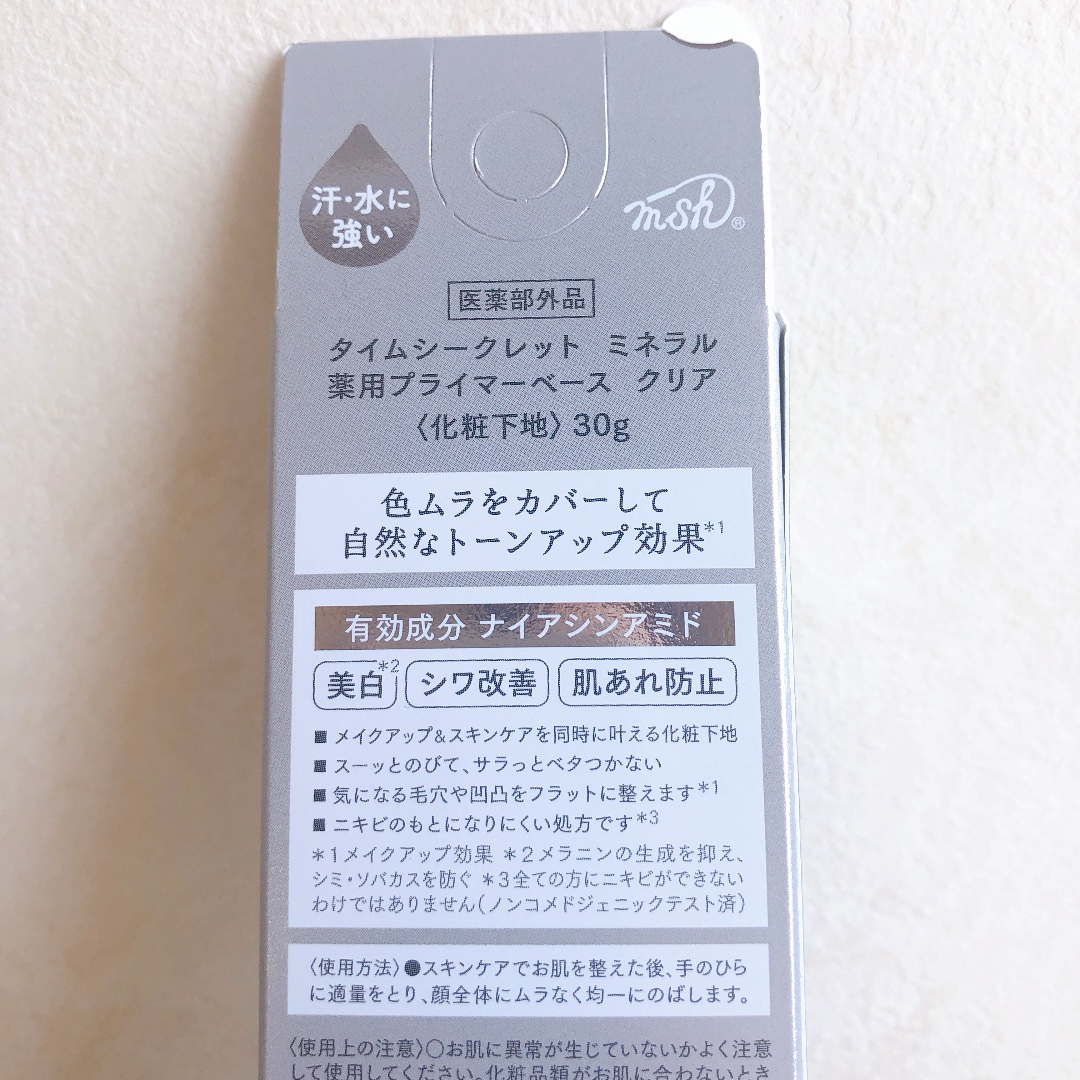 汗・水に
強い
msh®
医薬部外品
タイムシークレット ミネラル
薬用プライマーベース クリア
〈化粧下地〉30g
色ムラをカバーして
自然なトーンアップ効果*1
有効成分 ナイアシンアミド
美白*2 シワ改善 肌あれ防止
■ メイクアップ&スキンケアを同時に叶える化粧下地
■ スーッとのびて、サラっとベタつかない
■ 気になる毛穴や凹凸をフラットに整えます*1
■ ニキビのもとになりにくい処方です*3
*1メイクアップ効果 *2メラニンの生成を抑え、
シミ・ソバカスを防ぐ *3全ての方にニキビができない
わけではありません(ノンコメドジェニックテスト済)
〈使用方法〉●スキンケアでお肌を整えた後、手のひら
に適量をとり、顔全体にムラなく均一にのばします。
〈使用上の注意〉○お肌に異常が生じていないかよく注意
して使用してください。化粧品類がお肌に合わないとき